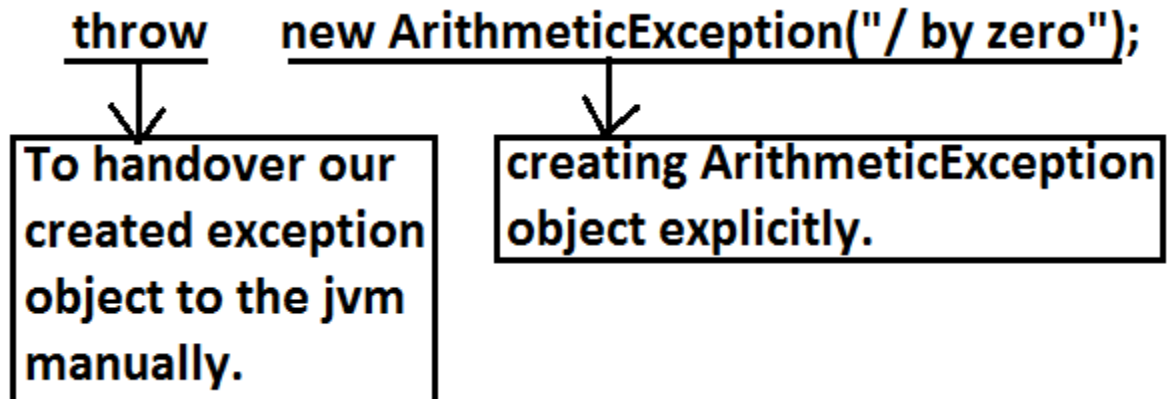 throw new ArithmeticException("/ by zero");
To handover our
created exception
object to the jvm
manually.
creating ArithmeticException
object explicitly.